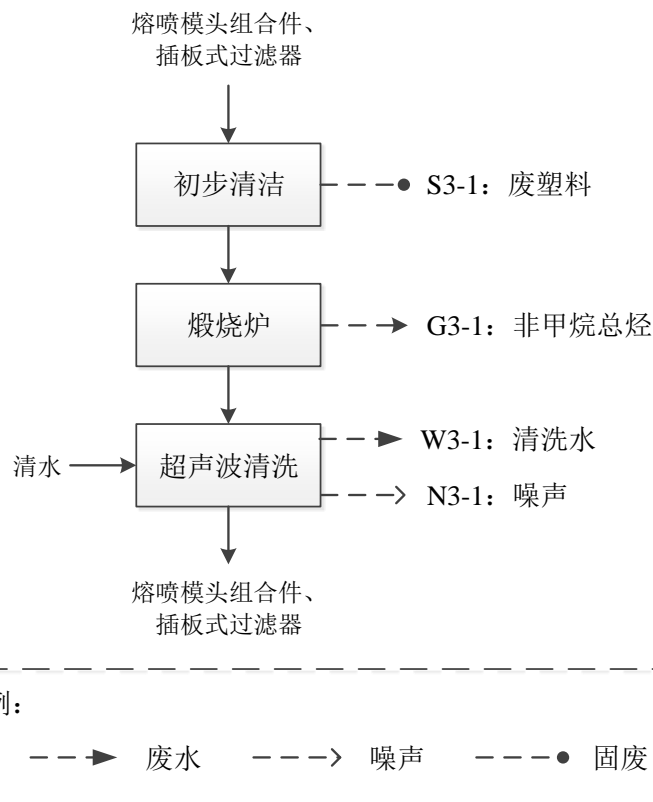 熔喷模头组合件、
插板式过滤器
初步清洁
S3-1：废塑料
煅烧炉
G3-1：非甲烷总烃
清水
超声波清洗
W3-1：清洗水
N3-1：噪声
熔喷模头组合件、
插板式过滤器
例：
废水
噪声
固废